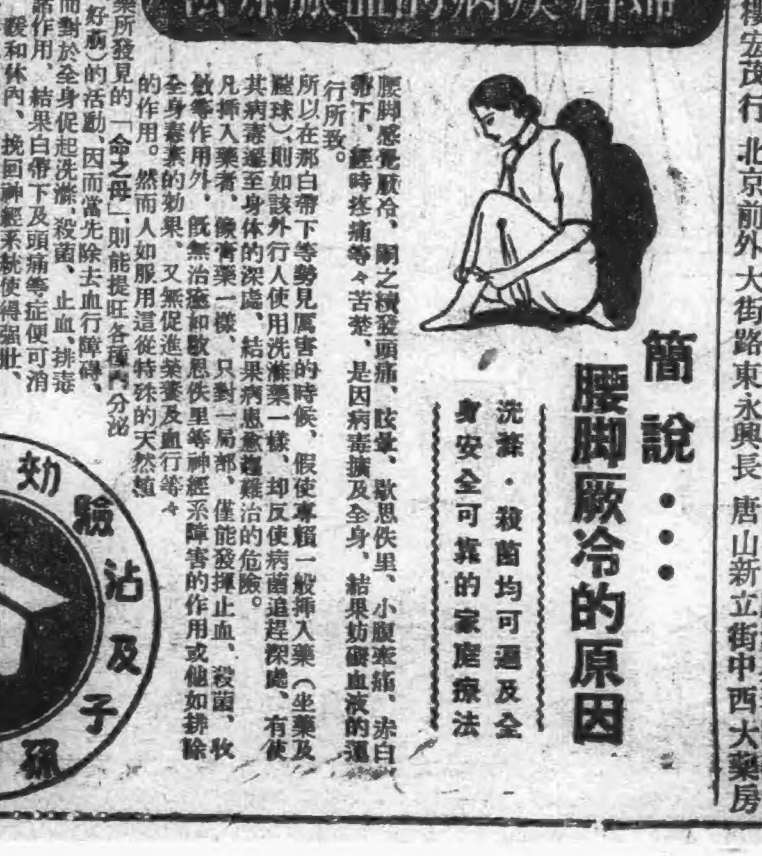 樓宏茂行 北京前外大街路東永興長 唐山新立街中西大藥房
簡說・・・
腰脚厥冷的原因
洗滌・殺菌均可遍及全
身安全可靠的家庭療法
腰脚感覺厥冷、關之續發頭痛、眩暈、歇思佚里、小腹牽痛、赤白
帶下、經時疼痛等々苦楚、是因病毒擴及全身、結果妨礙血液的運
行所致。
所以在那白帶下等勢見厲害的時候、假使專賴一般揷入藥(坐藥及
膣球)、則如該外行人使用洗滌藥一樣、却反使病菌追趕深處、有使
其病毒遷至身体的深處、結果病患愈趨難治的危險。
凡揷入藥者、像膏藥一樣、只對一局部、僅能發揮止血、殺菌、收
斂等作用外、旣無治癒如歇思佚里等神經系障害的作用或他如排除
全身毒素的効果、又無促進榮養及血行等々
的作用。然而人如服用這從特殊的天然植
藥所發見的「命之母」、則能提旺各種內分泌
的活動、因而當先除去血行障碍、
而對於全身促起洗滌、殺菌、止血、排毒
諸作用、結果白帶下及頭痛等症便可消
緩和体內、挽回神經系統使得强壯、
効驗沾及子孫